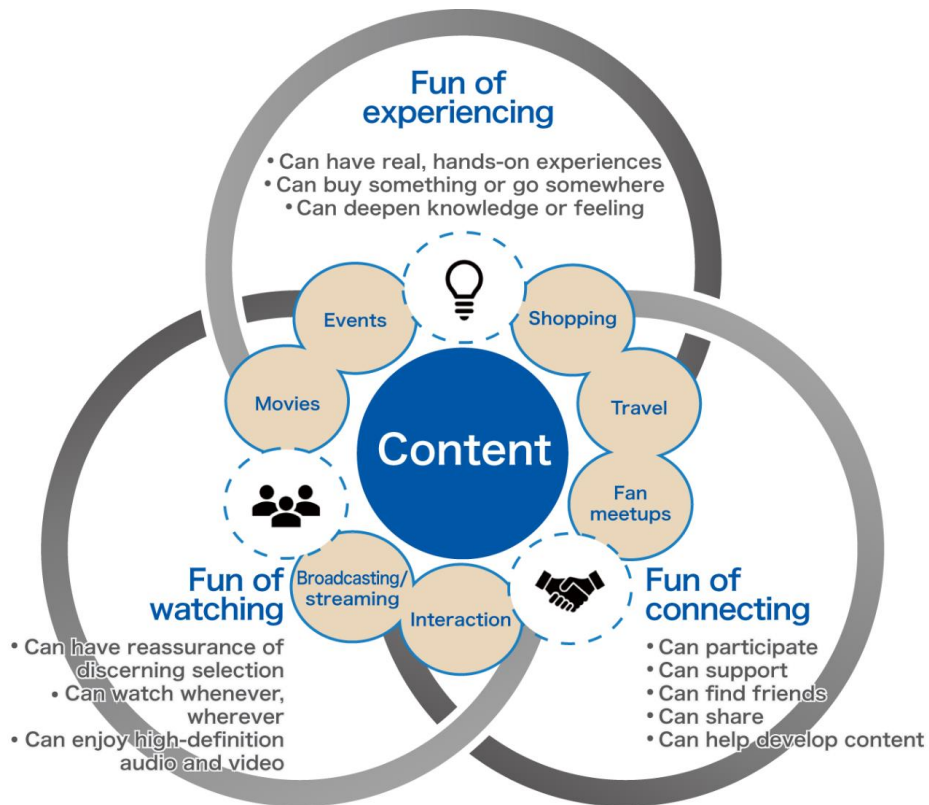 Fun of
experiencing
• Can have real, hands-on experiences
• Can buy something or go somewhere
• Can deepen knowledge or feeling
Events
Shopping
Movies
Travel
Content
Fan
meetups
Broadcasting/
streaming
Interaction
Fun of
watching
• Can have reassurance of
discerning selection
• Can watch whenever,
wherever
• Can enjoy high-definition
audio and video
Fun of
connecting
• Can participate
• Can support
• Can find friends
• Can share
• Can help develop content